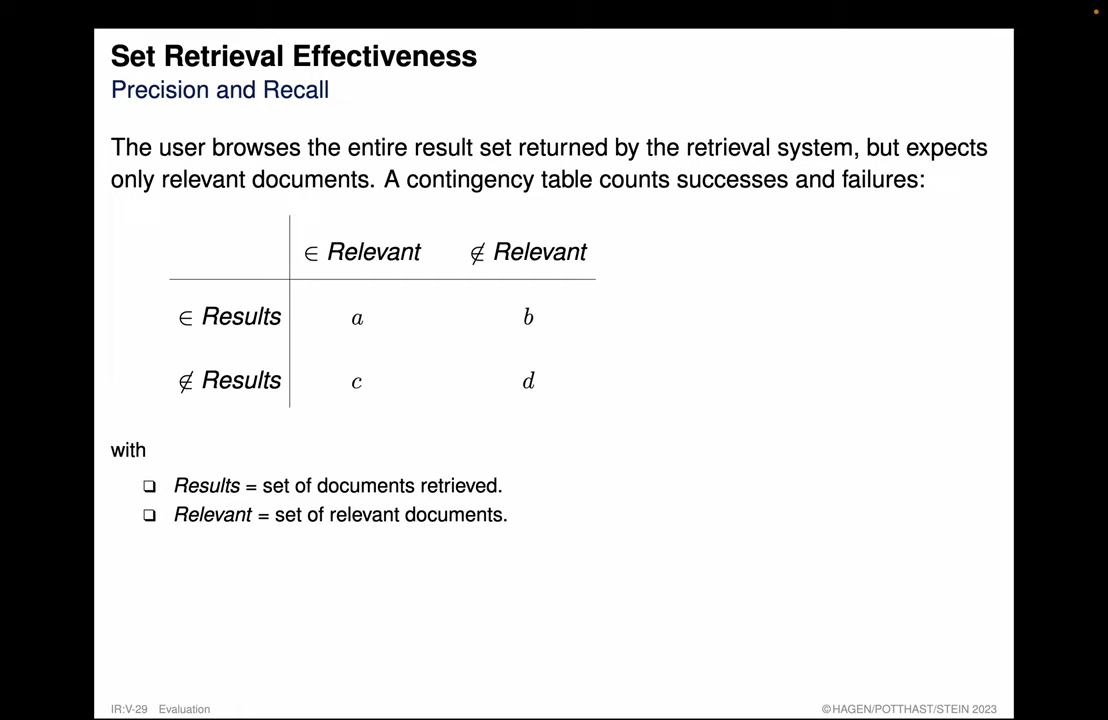 Set Retrieval Effectiveness
Precision and Recall
The user browses the entire result set returned by the retrieval system, but expects
only relevant documents. A contingency table counts successes and failures:
∈ Relevant ∉ Relevant
∈ Results a b
∉ Results c d
with
❑ Results = set of documents retrieved.
❑ Relevant = set of relevant documents.
IR:V-29 Evaluation ©HAGEN/POTTHAST/STEIN 2023